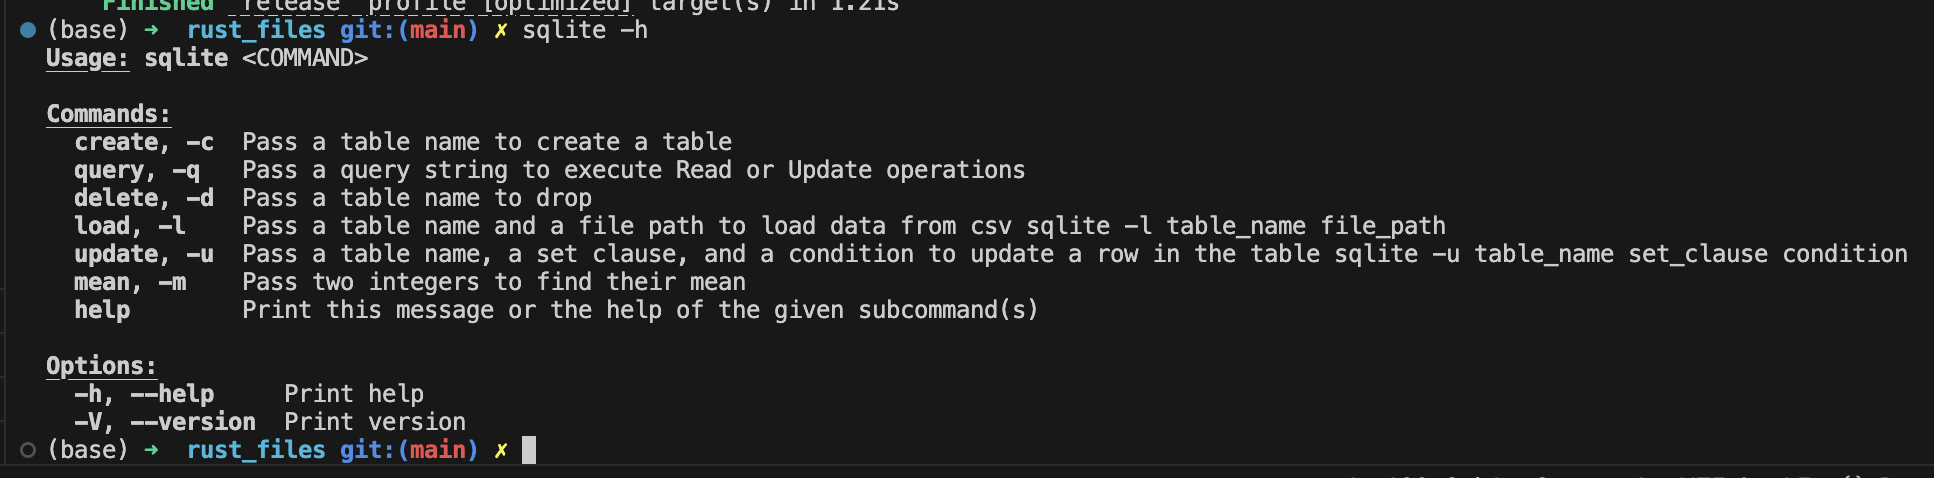 Finished `release` profile [optimized] target(s) in 1.21s
(base) ➜ rust_files git:(main) ✗ sqlite -h
Usage: sqlite <COMMAND>
Commands:
create, -c Pass a table name to create a table
query, -q Pass a query string to execute Read or Update operations
delete, -d Pass a table name to drop
load, -l Pass a table name and a file path to load data from csv sqlite -l table_name file_path
update, -u Pass a table name, a set clause, and a condition to update a row in the table sqlite -u table_name set_clause condition
mean, -m Pass two integers to find their mean
help Print this message or the help of the given subcommand(s)
Options:
-h, --help Print help
-V, --version Print version
(base) ➜ rust_files git:(main) ✗